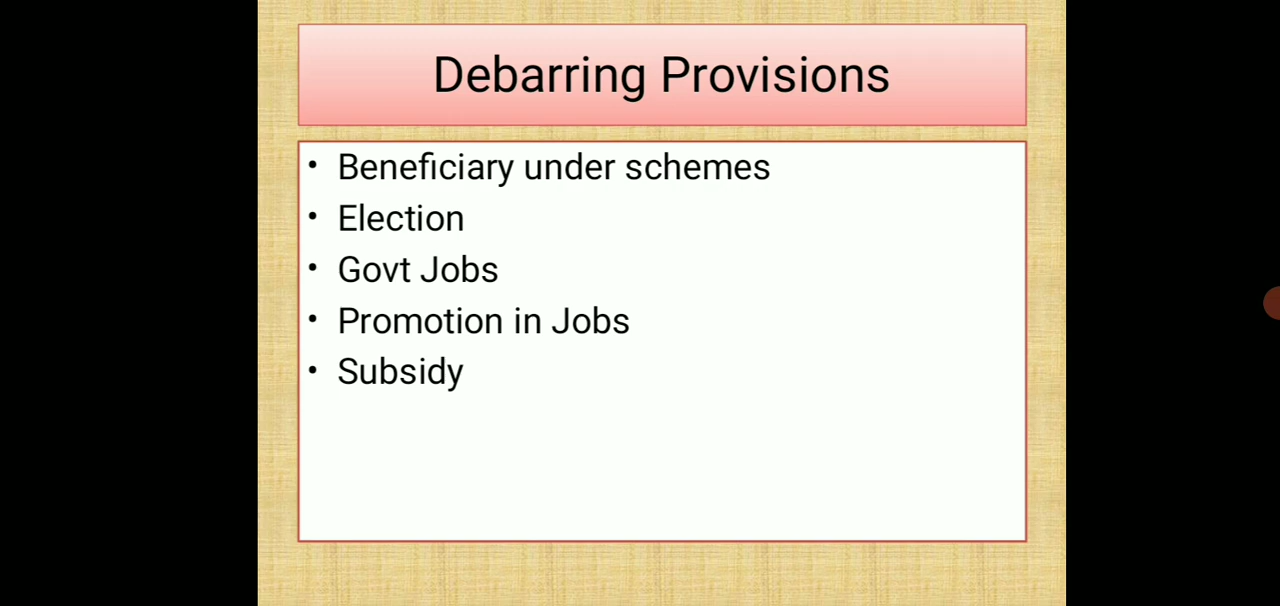 Debarring Provisions
• Beneficiary under schemes
• Election
• Govt Jobs
• Promotion in Jobs
• Subsidy